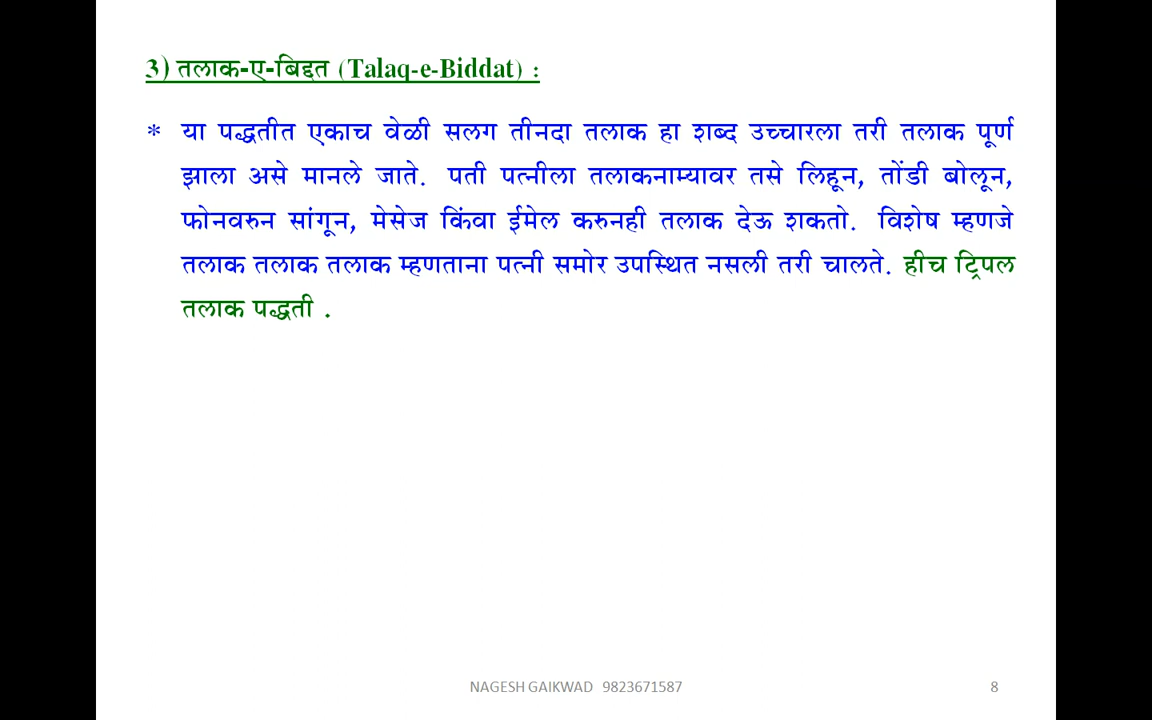 3) तलाक-ए-बिद्दत (Talaq-e-Biddat) :
* या पद्धतीत एकाच वेळी सलग तीनदा तलाक हा शब्द उच्चारला तरी तलाक पूर्ण
झाला असे मानले जाते. पती पत्नीला तलाकनाम्यावर तसे लिहून, तोंडी बोलून,
फोनवरुन सांगून, मेसेज किंवा ईमेल करुनही तलाक देऊ शकतो. विशेष म्हणजे
तलाक तलाक तलाक म्हणताना पत्नी समोर उपस्थित नसली तरी चालते. हीच ट्रिपल
तलाक पद्धती .
NAGESH GAIKWAD 9823671587
8